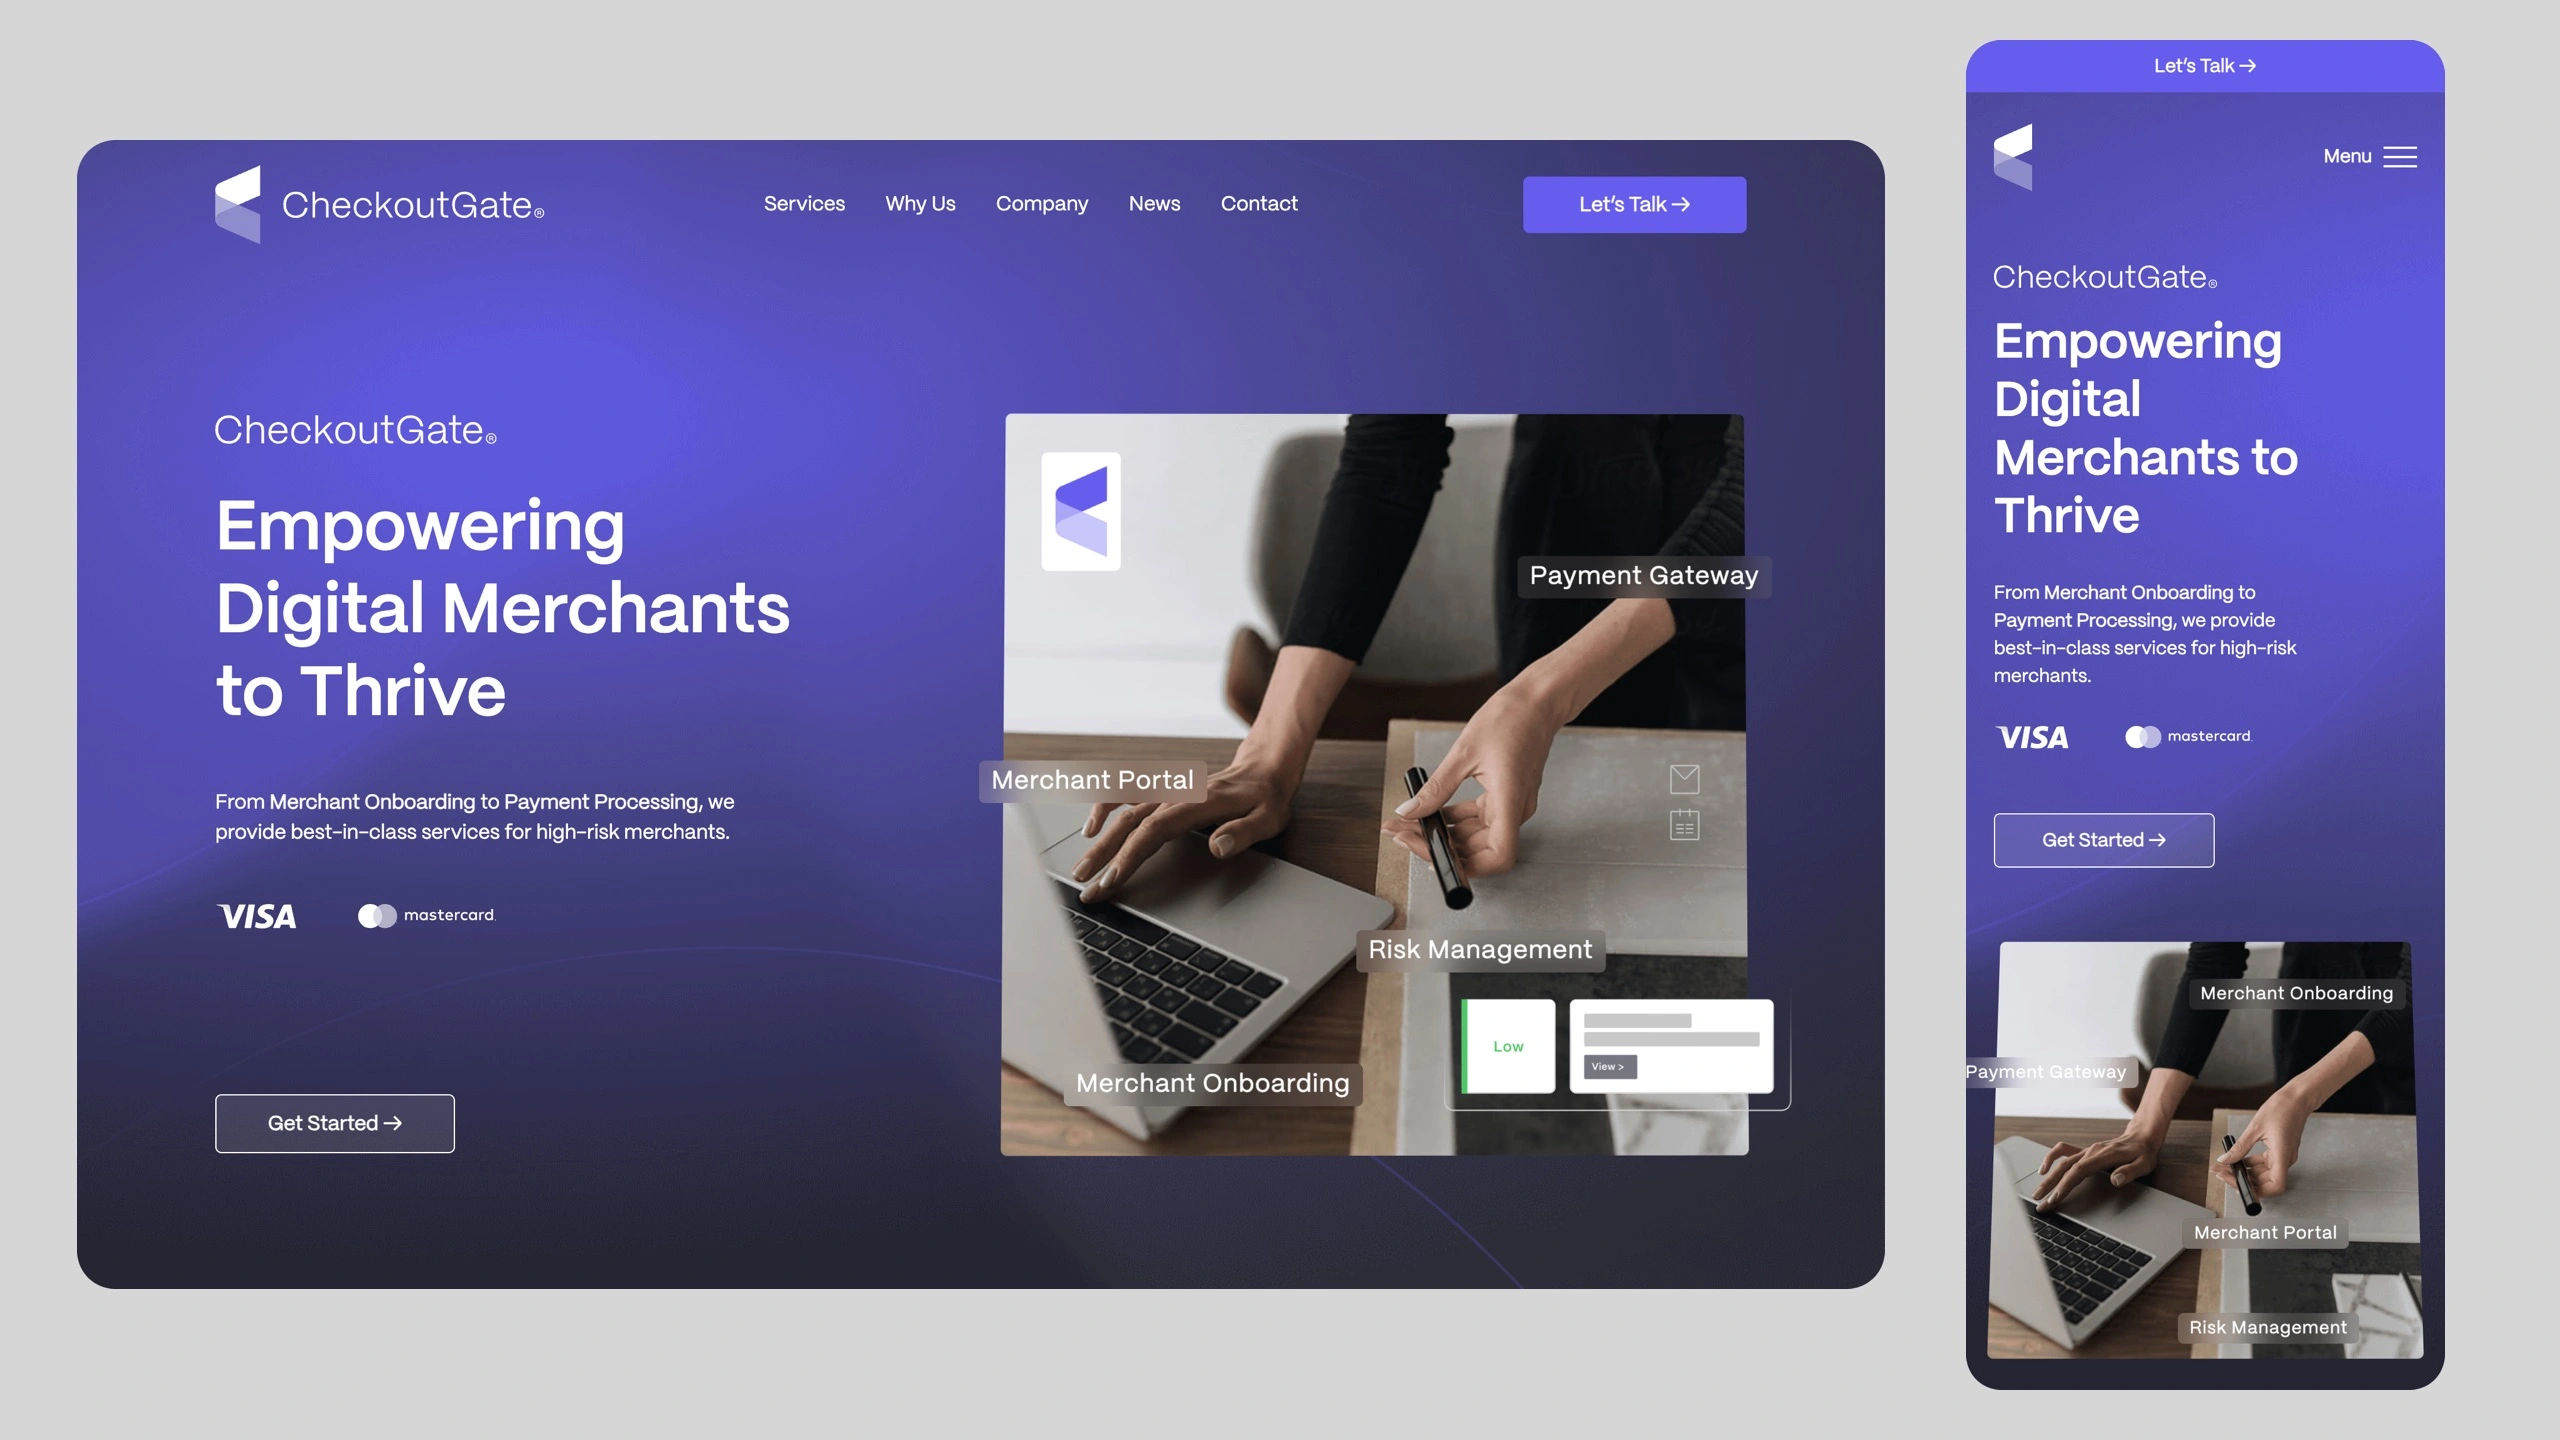 CheckoutGate®
Services
Why Us
Company
News
Contact
Let's Talk →
CheckoutGate®
Empowering
Digital Merchants
to Thrive
From Merchant Onboarding to Payment Processing, we
provide best-in-class services for high-risk merchants.
VISA
mastercard.
Get Started →
Payment Gateway
Merchant Portal
Risk Management
Low
View >
Merchant Onboarding
Let's Talk →
Menu
CheckoutGate®
Empowering
Digital
Merchants to
Thrive
From Merchant Onboarding to
Payment Processing, we provide
best-in-class services for high-risk
merchants.
VISA
mastercard.
Get Started →
Merchant Onboarding
Payment Gateway
Merchant Portal
Risk Management